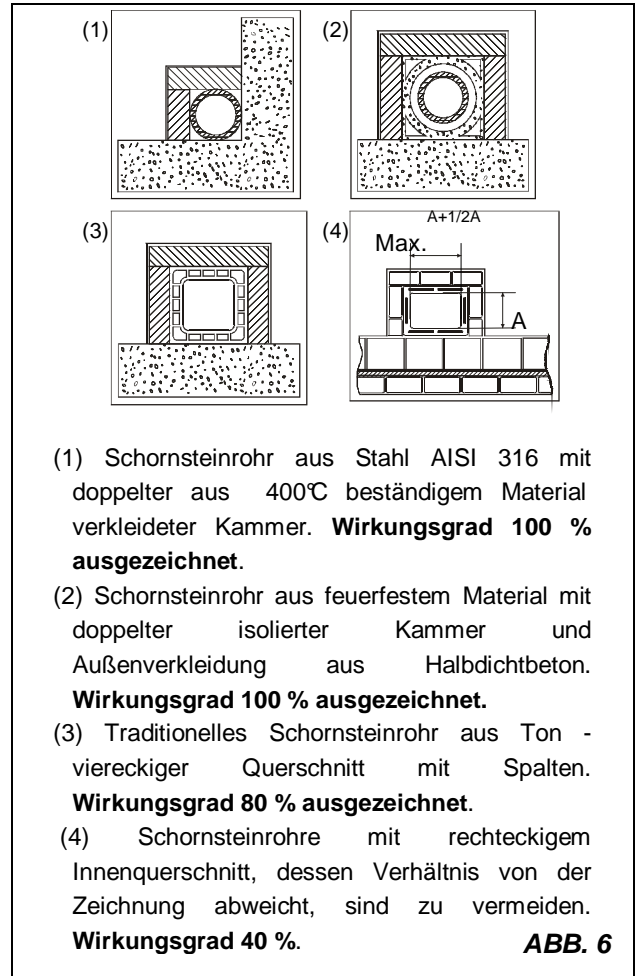 (1)
(2)
(3)
(4)
A+1/2A
Max.
A
(1) Schornsteinrohr aus Stahl AISI 316 mit
doppelter aus 400℃ beständigem Material
verkleideter Kammer. Wirkungsgrad 100 %
ausgezeichnet.
(2) Schornsteinrohr aus feuerfestem Material mit
doppelter isolierter Kammer und
Außenverkleidung aus Halbdichtbeton.
Wirkungsgrad 100 % ausgezeichnet.
(3) Traditionelles Schornsteinrohr aus Ton -
viereckiger Querschnitt mit Spalten.
Wirkungsgrad 80 % ausgezeichnet.
(4) Schornsteinrohre mit rechteckigem
Innenquerschnitt, dessen Verhältnis von der
Zeichnung abweicht, sind zu vermeiden.
Wirkungsgrad 40 %.
ABB. 6